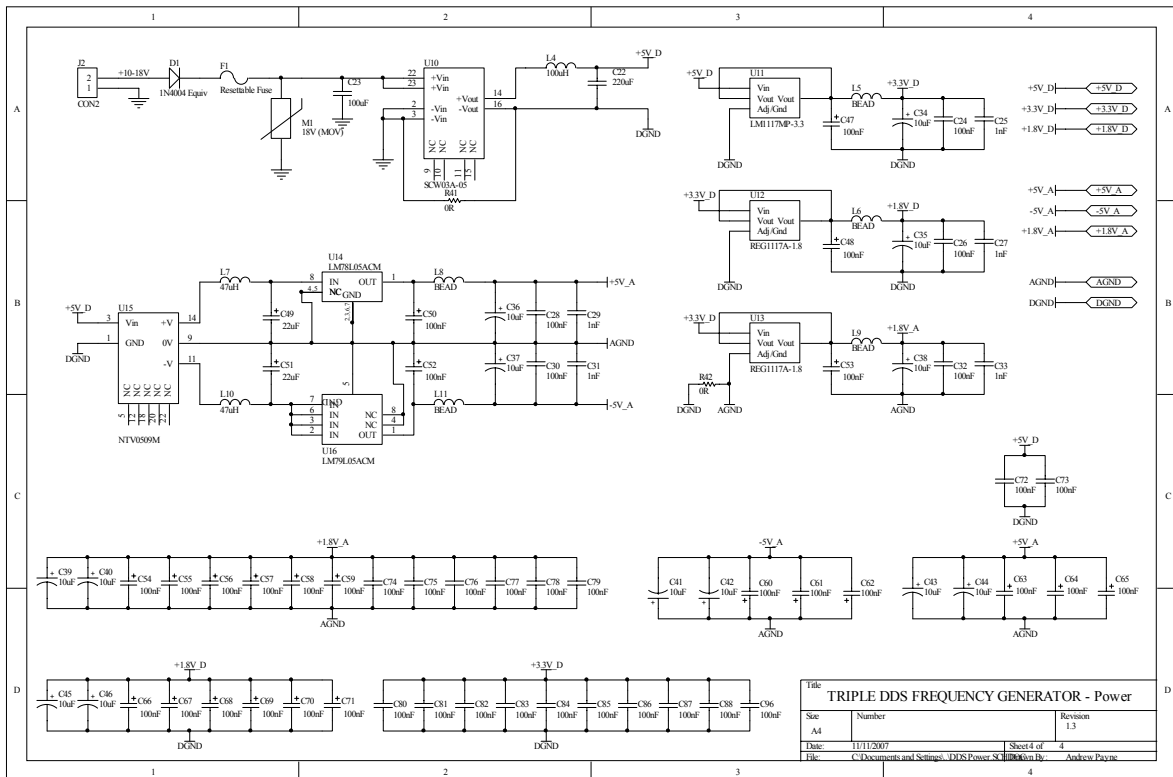 1 2 3 4
A A
B B
C C
D D
1 2 3 4
J2
2
1
CON2
+10-18V
D1
1N4004 Equiv
F1
Resettable Fuse
M1
18V (MOV)
C23
100uF
U10
22 +Vin
23 +Vin
2 -Vin
3 -Vin
+Vout 14
-Vout 16
NC NC NC NC
9 10 11 15
SCW03A-05
R41
0R
L4
100uH
C22
220uF
+5V_D
DGND
+5V_D
U11
Vin
Vout Vout
Adj/Gnd
LM1117MP-3.3
DGND
C47
100nF
L5
BEAD
+3.3V_D
C34
10uF
C24
100nF
C25
1nF
DGND
+5V_D +5V_D
+3.3V_D +3.3V_D
+1.8V_D +1.8V_D
+5V_A +5V_A
-5V_A -5V_A
+1.8V_A +1.8V_A
AGND AGND
DGND DGND
+3.3V_D
U12
Vin
Vout Vout
Adj/Gnd
REG1117A-1.8
DGND
C48
100nF
L6
BEAD
+1.8V_D
C35
10uF
C26
100nF
C27
1nF
DGND
+3.3V_D
U13
Vin
Vout Vout
Adj/Gnd
REG1117A-1.8
R42
0R
DGND AGND
C53
100nF
L9
BEAD
+1.8V_A
C38
10uF
C32
100nF
C33
1nF
AGND
+5V_D
DGND
U15
3 Vin
1 GND
+V 14
0V 9
-V 11
NC NC NC NC NC
5 12 18 20 22
NTV0509M
L7
47uH
L10
47uH
C49
22uF
C51
22uF
U14
LM78L05ACM
8 IN OUT 1
4,5 NC
GND
2,3,6,7
5
GND
7 IN
6 IN
3 IN
2 IN
NC 8
NC 4
OUT 1
U16
LM79L05ACM
C50
100nF
C52
100nF
L8
BEAD
L11
BEAD
C36
10uF
C28
100nF
C29
1nF
C37
10uF
C30
100nF
C31
1nF
+5V_A
AGND
-5V_A
+5V_D
C72
100nF
C73
100nF
DGND
+1.8V_A
C39
10uF
C40
10uF
C54
100nF
C55
100nF
C56
100nF
C57
100nF
C58
100nF
C59
100nF
C74
100nF
C75
100nF
C76
100nF
C77
100nF
C78
100nF
C79
100nF
AGND
-5V_A
C41
10uF
C42
10uF
C60
100nF
C61
100nF
C62
100nF
AGND
+5V_A
C43
10uF
C44
10uF
C63
100nF
C64
100nF
C65
100nF
AGND
+1.8V_D
C45
10uF
C46
10uF
C66
100nF
C67
100nF
C68
100nF
C69
100nF
C70
100nF
C71
100nF
DGND
+3.3V_D
C80
100nF
C81
100nF
C82
100nF
C83
100nF
C84
100nF
C85
100nF
C86
100nF
C87
100nF
C88
100nF
C96
100nF
DGND
Title
TRIPLE DDS FREQUENCY GENERATOR - Power
Size Number Revision
A4 1.3
Date: 11/11/2007 Sheet 4 of 4
File: C:\Documents and Settings\..\DDS Power By: Andrew Payne